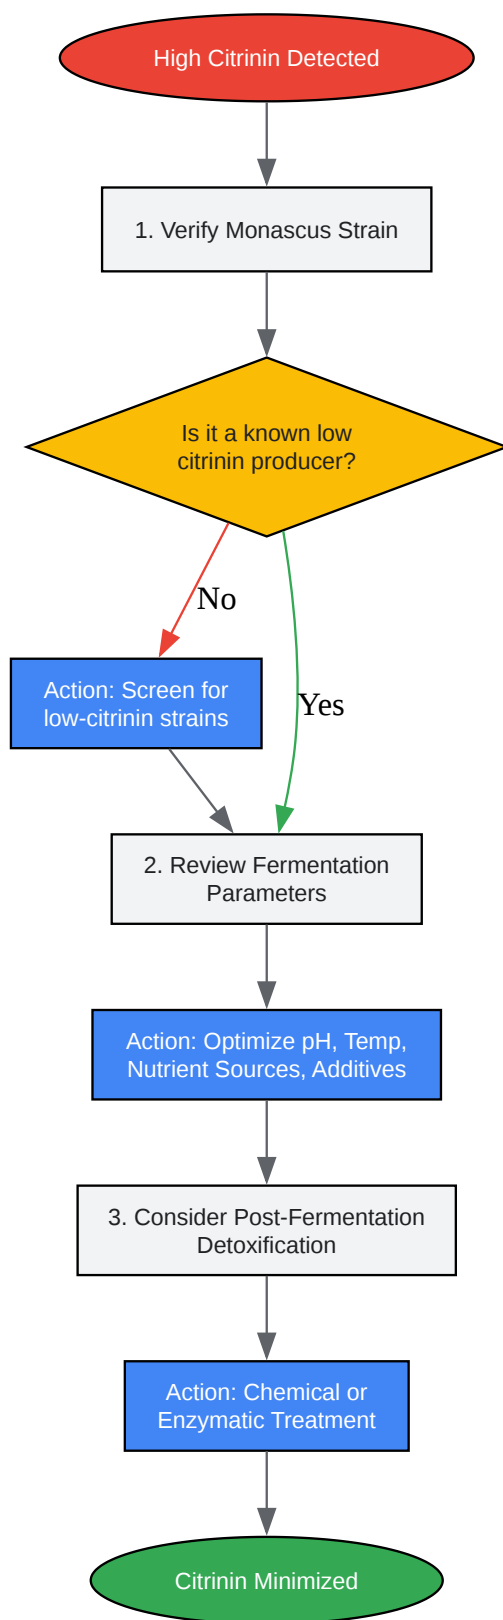 High Citrinin Detected
1. Verify Monascus Strain
Is it a known low
citrinin producer?
No
Action: Screen for
low-citrinin strains
Yes
2. Review Fermentation
Parameters
Action: Optimize pH, Temp,
Nutrient Sources, Additives
3. Consider Post-Fermentation
Detoxification
Action: Chemical or
Enzymatic Treatment
Citrinin Minimized